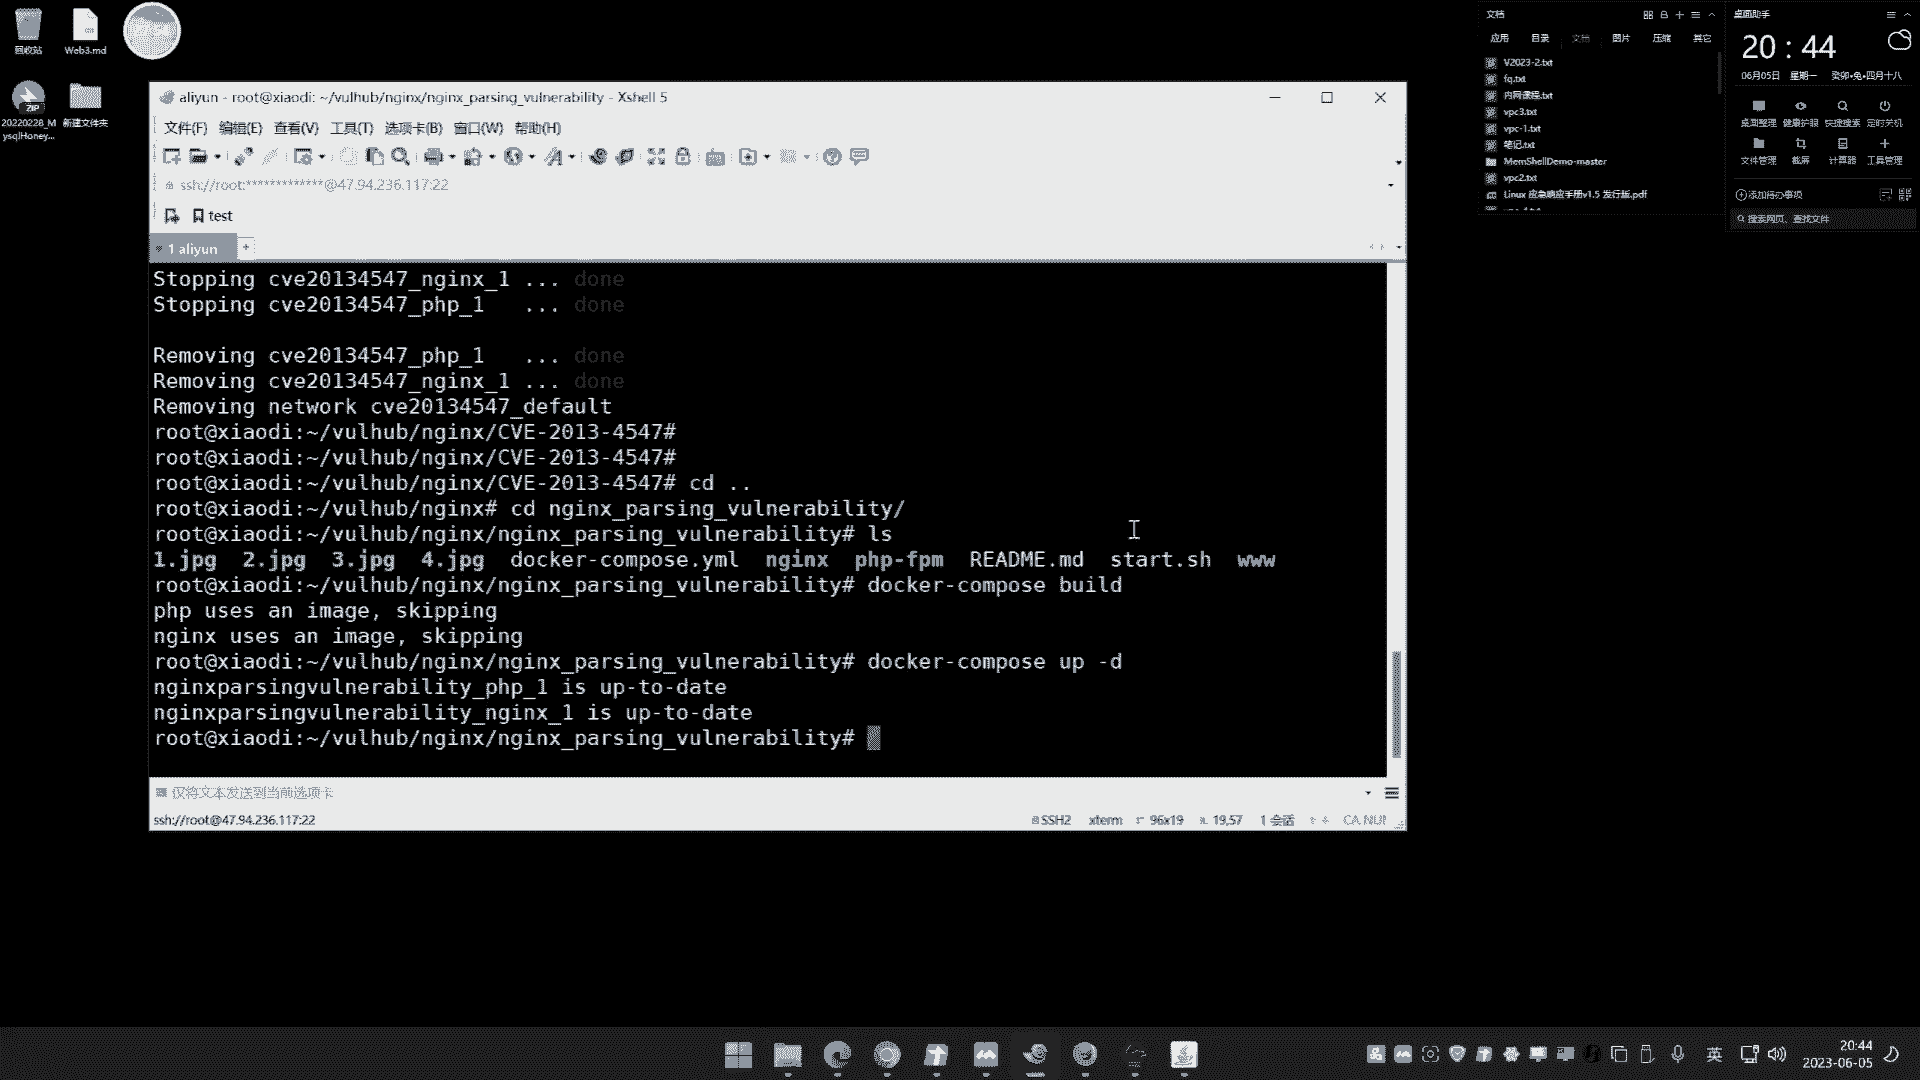 回收站
Web3.md
20220228_M
ysqlHoney...
新建文件夹
aliyun - root@xiaodi: ~/vulhub/nginx/nginx_parsing_vulnerability - Xshell 5
文件(F) 编辑(E) 查看(V) 工具(T) 选项卡(B) 窗口(W) 帮助(H)
ssh://root:*************@47.94.236.117:22
test
1 aliyun
Stopping cve20134547_nginx_1 ... done
Stopping cve20134547_php_1   ... done
Removing cve20134547_php_1   ... done
Removing cve20134547_nginx_1 ... done
Removing network cve20134547_default
root@xiaodi:~/vulhub/nginx/CVE-2013-4547#
root@xiaodi:~/vulhub/nginx/CVE-2013-4547#
root@xiaodi:~/vulhub/nginx/CVE-2013-4547# cd ..
root@xiaodi:~/vulhub/nginx# cd nginx_parsing_vulnerability/
root@xiaodi:~/vulhub/nginx/nginx_parsing_vulnerability# ls
1.jpg  2.jpg  3.jpg  4.jpg  docker-compose.yml  nginx  php-fpm  README.md  start.sh  www
root@xiaodi:~/vulhub/nginx/nginx_parsing_vulnerability# docker-compose build
php uses an image, skipping
nginx uses an image, skipping
root@xiaodi:~/vulhub/nginx/nginx_parsing_vulnerability# docker-compose up -d
nginxparsingvulnerability_php_1 is up-to-date
nginxparsingvulnerability_nginx_1 is up-to-date
root@xiaodi:~/vulhub/nginx/nginx_parsing_vulnerability#
仅将文本发送到当前选项卡
ssh://root@47.94.236.117:22
SSH2 xterm 96x19 19,57 1 会话 CAP NUM
文档
应用 目录 文档 图片 压缩 其它
V2023-2.txt
fq.txt
内网课程.txt
vpc3.txt
vpc-1.txt
笔记.txt
MemShellDemo-master
vpc2.txt
Linux 应急响应手册v1.5 发行版.pdf
桌面助手
20 : 44
06月05日 星期一 癸卯·兔·四月十八
桌面整理 健康护眼 快速搜索 定时关机
文件管理 截屏 计算器 工具管理
添加待办事项
搜索网页、查找文件
英
20:44
2023-06-05